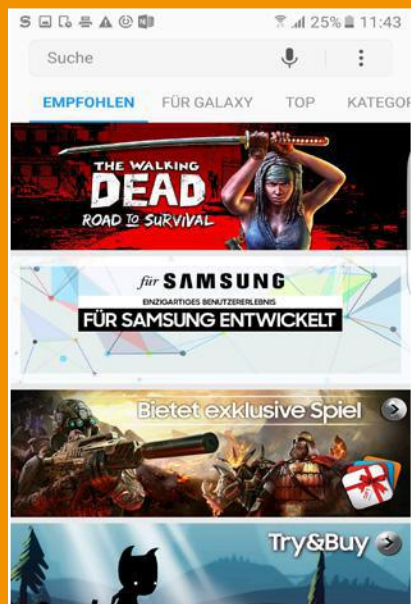 25% 11:43
Suche
EMPFOHLEN FÜR GALAXY TOP KATEGOR
THE WALKING
DEAD
ROAD TO SURVIVAL
für SAMSUNG
EINZIGARTIGES BENUTZERERLEBNIS
FÜR SAMSUNG ENTWICKELT
Bietet exklusive Spiel
Try&Buy